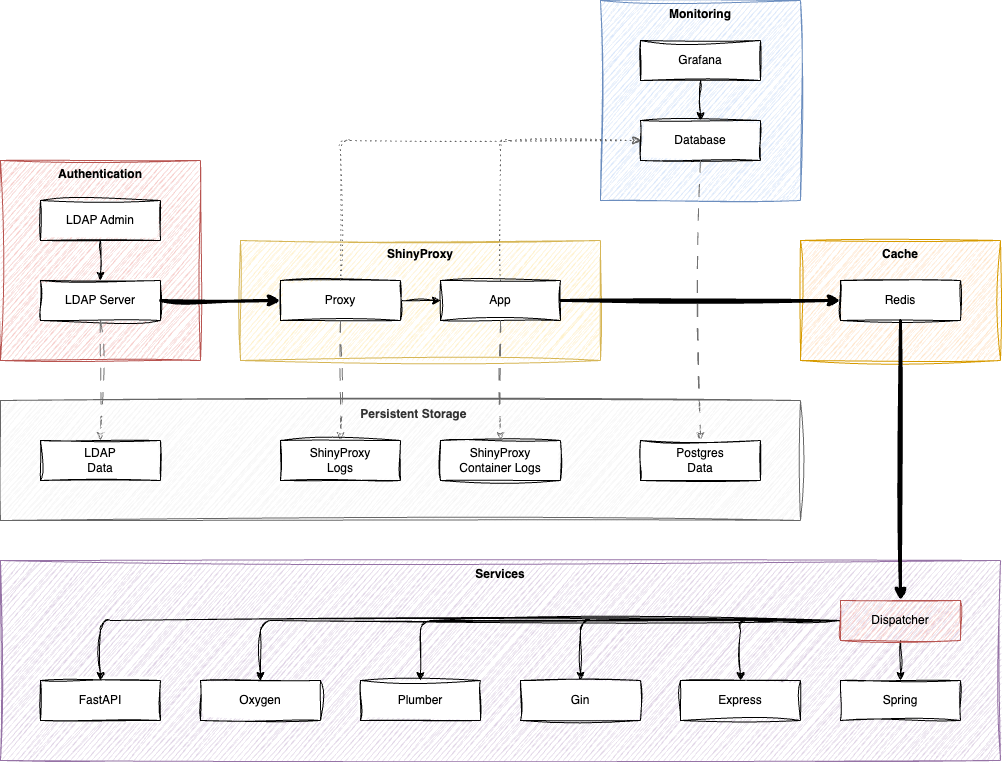 Monitoring
Grafana
Database
Authentication
LDAP Admin
LDAP Server
ShinyProxy
Proxy
App
Cache
Redis
Persistent Storage
LDAP
Data
ShinyProxy
Logs
ShinyProxy
Container Logs
Postgres
Data
Services
Dispatcher
FastAPI
Oxygen
Plumber
Gin
Express
Spring